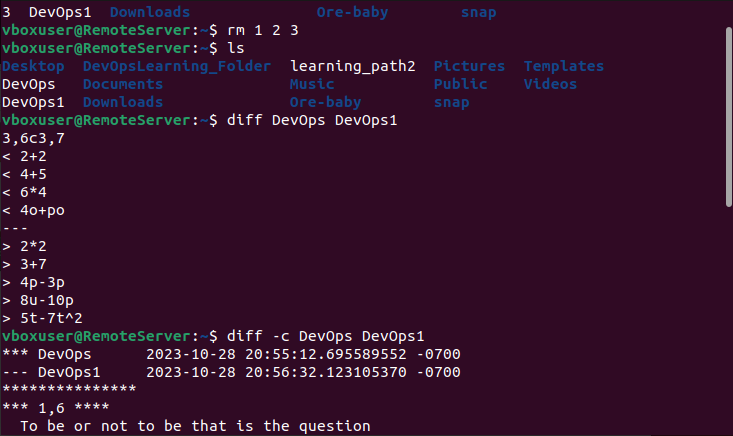 3  DevOps1  Downloads              Ore-baby        snap
vboxuser@RemoteServer:~$ rm 1 2 3
vboxuser@RemoteServer:~$ ls
Desktop  DevOpsLearning_Folder  learning_path2  Pictures  Templates
DevOps   Documents              Music           Public    Videos
DevOps1  Downloads              Ore-baby        snap
vboxuser@RemoteServer:~$ diff DevOps DevOps1
3,6c3,7
< 2+2
< 4+5
< 6*4
< 4o+po
---
> 2*2
> 3+7
> 4p-3p
> 8u-10p
> 5t-7t^2
vboxuser@RemoteServer:~$ diff -c DevOps DevOps1
*** DevOps      2023-10-28 20:55:12.695589552 -0700
--- DevOps1     2023-10-28 20:56:32.123105370 -0700
***************
*** 1,6 ****
  To be or not to be that is the question